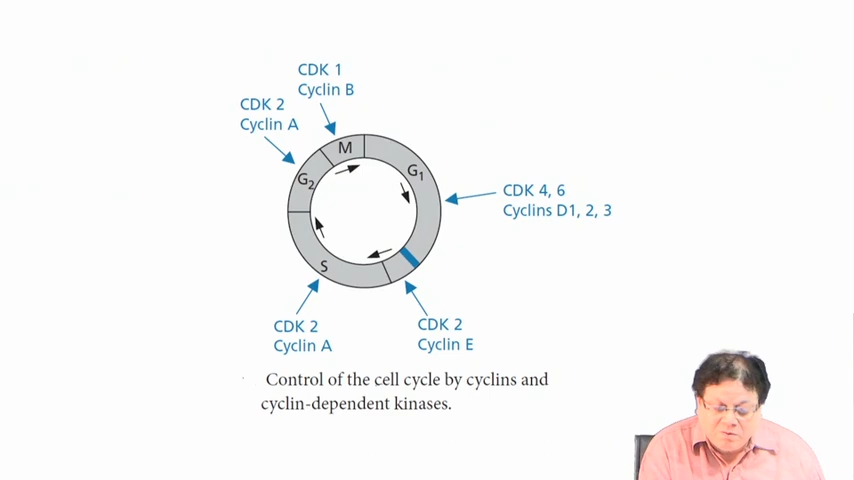 CDK 1
Cyclin B
CDK 2
Cyclin A
M
G1
G2
CDK 4, 6
Cyclins D1, 2, 3
S
CDK 2
Cyclin A
CDK 2
Cyclin E
Control of the cell cycle by cyclins and
cyclin-dependent kinases.